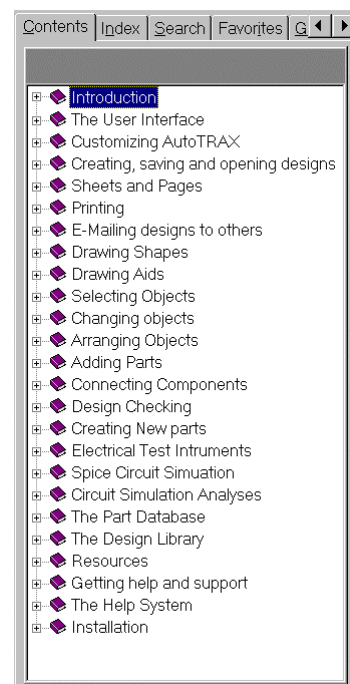 Contents Index Search Favorites G
Introduction
The User Interface
Customizing AutoTRAX
Creating, saving and opening designs
Sheets and Pages
Printing
E-Mailing designs to others
Drawing Shapes
Drawing Aids
Selecting Objects
Changing objects
Arranging Objects
Adding Parts
Connecting Components
Design Checking
Creating New parts
Electrical Test Intruments
Spice Circuit Simuation
Circuit Simulation Analyses
The Part Database
The Design Library
Resources
Getting help and support
The Help System
Installation